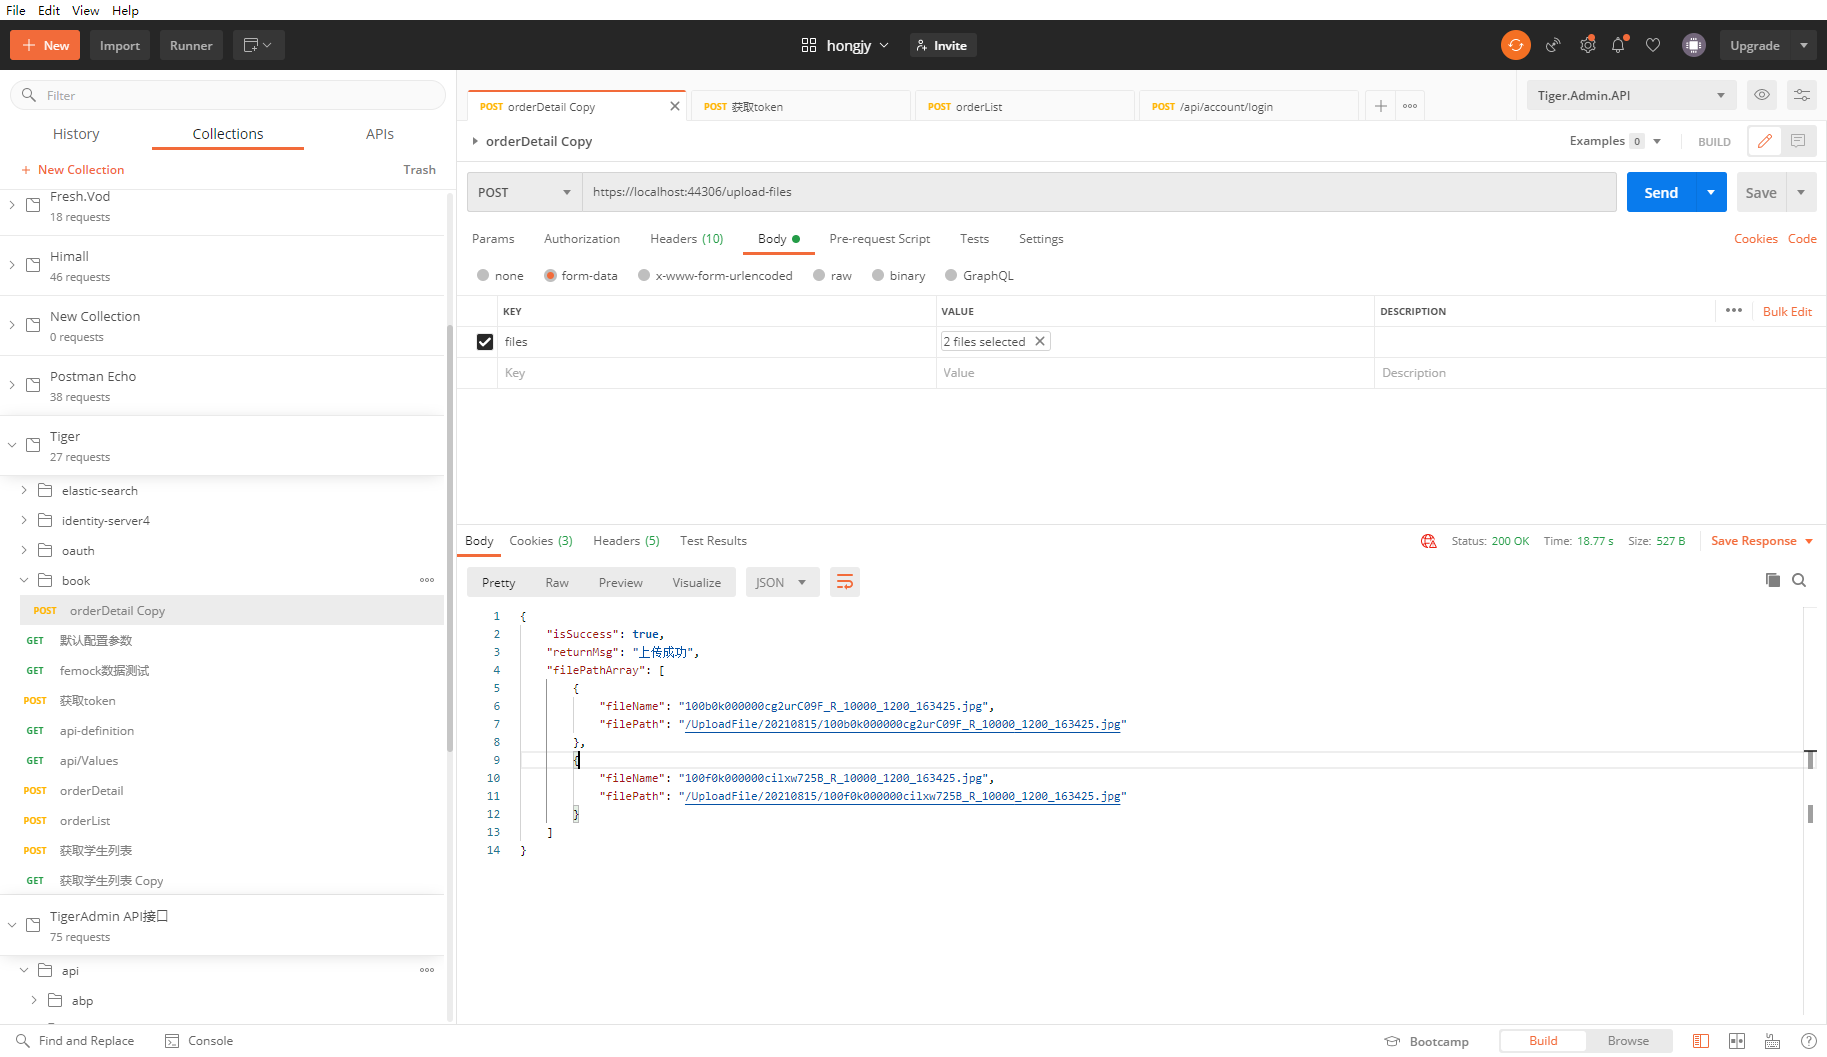 File Edit View Help
New Import Runner hongjy Invite Upgrade
Filter
History Collections APIs
New Collection Trash
Fresh.Vod
18 requests
Himall
46 requests
New Collection
0 requests
Postman Echo
38 requests
Tiger
27 requests
elastic-search
identity-server4
oauth
book
POST orderDetail Copy
GET 默认配置参数
GET femock数据测试
POST 获取token
GET api-definition
GET api/Values
POST orderDetail
POST orderList
POST 获取学生列表
GET 获取学生列表 Copy
TigerAdmin API接口
75 requests
api
abp
POST orderDetail Copy POST 获取token POST orderList POST /api/account/login Tiger.Admin.API
orderDetail Copy Examples 0 BUILD
POST https://localhost:44306/upload-files Send Save
Params Authorization Headers (10) Body Pre-request Script Tests Settings Cookies Code
none form-data x-www-form-urlencoded raw binary GraphQL
KEY VALUE DESCRIPTION Bulk Edit
files 2 files selected
Key Value Description
Body Cookies (3) Headers (5) Test Results Status: 200 OK Time: 18.77 s Size: 527 B Save Response
Pretty Raw Preview Visualize JSON
1 {
2 "isSuccess": true,
3 "returnMsg": "上传成功",
4 "filePathArray": [
5 {
6 "fileName": "100b0k000000cg2urC09F_R_10000_1200_163425.jpg",
7 "filePath": "/UploadFile/20210815/100b0k000000cg2urC09F_R_10000_1200_163425.jpg"
8 },
9 {
10 "fileName": "100f0k000000cilxw725B_R_10000_1200_163425.jpg",
11 "filePath": "/UploadFile/20210815/100f0k000000cilxw725B_R_10000_1200_163425.jpg"
12 }
13 ]
14 }
Find and Replace Console Bootcamp Build Browse